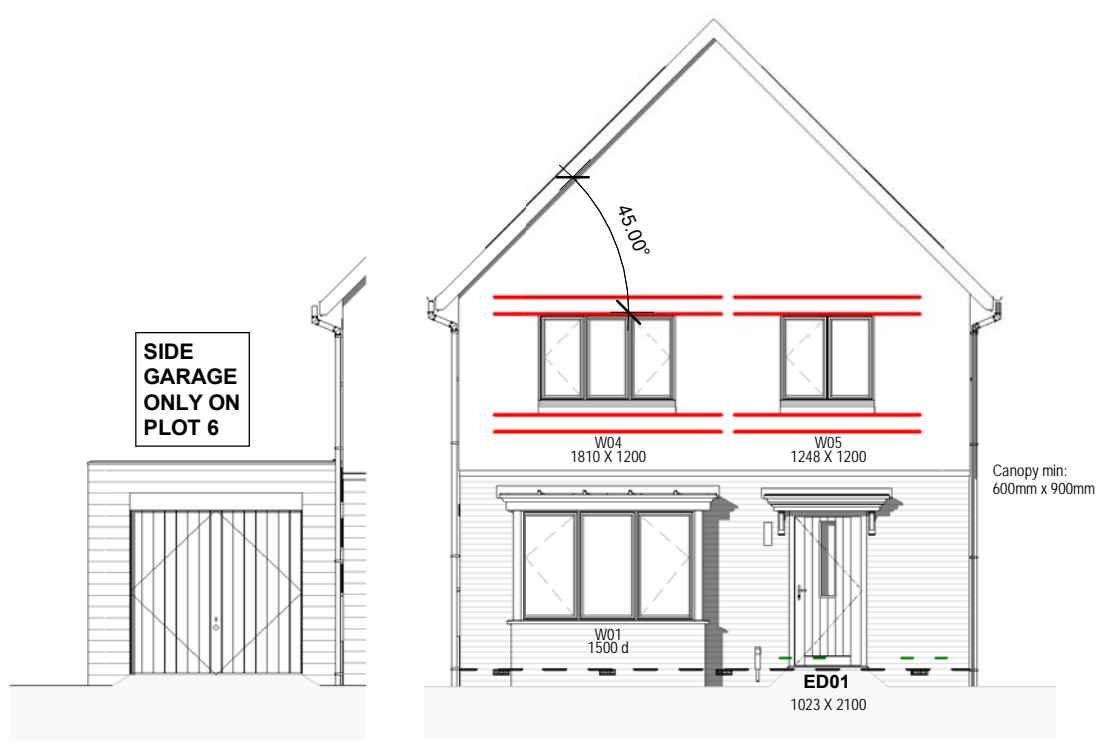 45.00°
SIDE
GARAGE
ONLY ON
PLOT 6
W04
1810 X 1200
W05
1248 X 1200
Canopy min:
600mm x 900mm
W01
1500 d
ED01
1023 X 2100